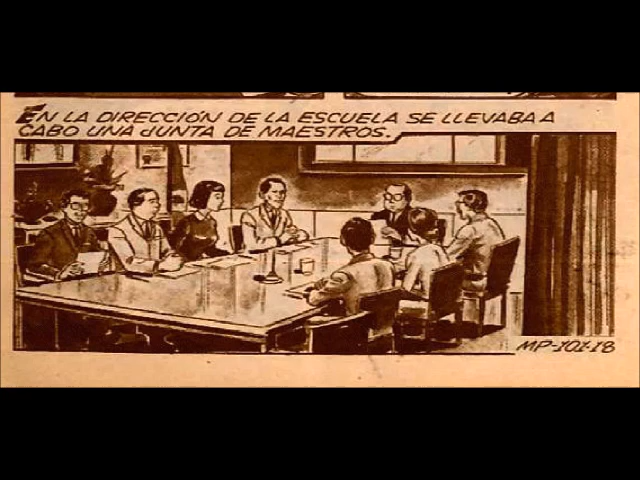 EN LA DIRECCIÓN DE LA ESCUELA SE LLEVABA A
CABO UNA JUNTA DE MAESTROS.
MP-101-18